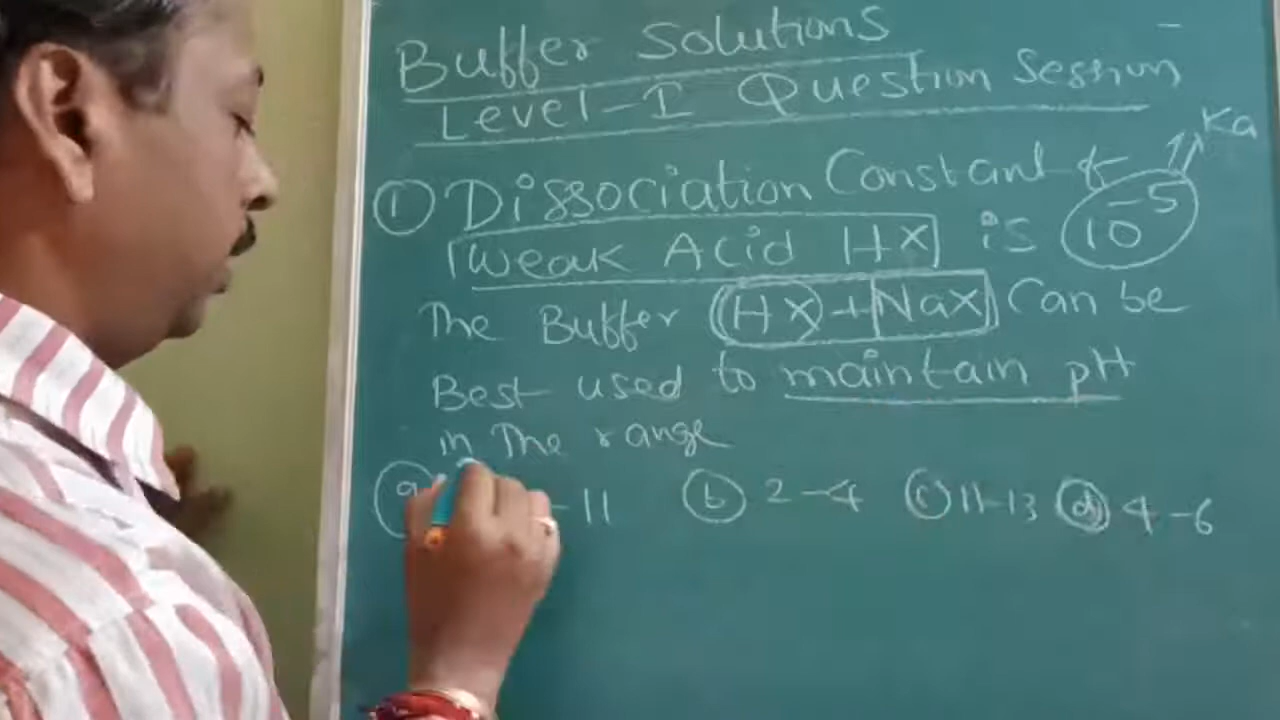 Buffer Solutions
Level-I Question Session
Ka
① Dissociation Constant of
weak Acid HX is 10⁻⁵
The Buffer (HX + NaX) Can be
Best used to maintain pH
in The range
ⓐ - 11 ⓑ 2-4 ⓒ 11-13 ⓓ 4-6